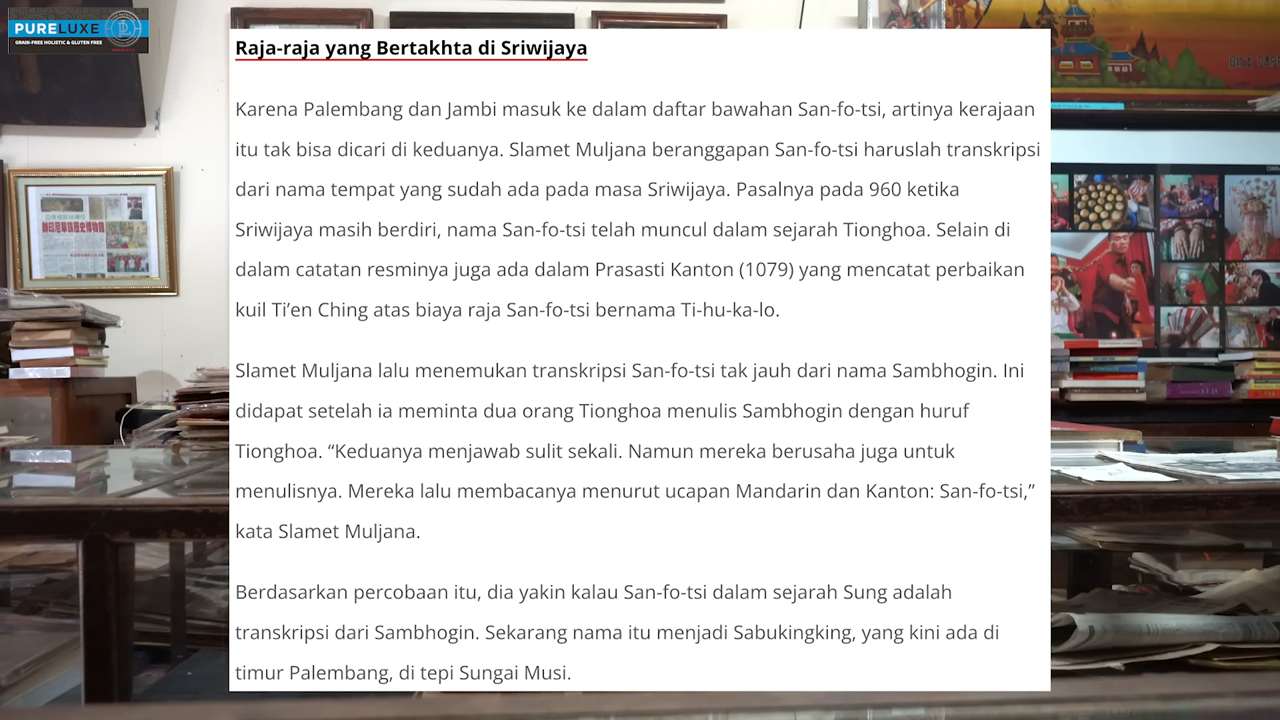 PURELUXE
GRAIN-FREE HOLISTIC & GLUTEN FREE
Raja-raja yang Bertakhta di Sriwijaya
Karena Palembang dan Jambi masuk ke dalam daftar bawahan San-fo-tsi, artinya kerajaan
itu tak bisa dicari di keduanya. Slamet Muljana beranggapan San-fo-tsi haruslah transkripsi
dari nama tempat yang sudah ada pada masa Sriwijaya. Pasalnya pada 960 ketika
Sriwijaya masih berdiri, nama San-fo-tsi telah muncul dalam sejarah Tionghoa. Selain di
dalam catatan resminya juga ada dalam Prasasti Kanton (1079) yang mencatat perbaikan
kuil Ti’en Ching atas biaya raja San-fo-tsi bernama Ti-hu-ka-lo.
Slamet Muljana lalu menemukan transkripsi San-fo-tsi tak jauh dari nama Sambhogin. Ini
didapat setelah ia meminta dua orang Tionghoa menulis Sambhogin dengan huruf
Tionghoa. “Keduanya menjawab sulit sekali. Namun mereka berusaha juga untuk
menulisnya. Mereka lalu membacanya menurut ucapan Mandarin dan Kanton: San-fo-tsi,”
kata Slamet Muljana.
Berdasarkan percobaan itu, dia yakin kalau San-fo-tsi dalam sejarah Sung adalah
transkripsi dari Sambhogin. Sekarang nama itu menjadi Sabukingking, yang kini ada di
timur Palembang, di tepi Sungai Musi.